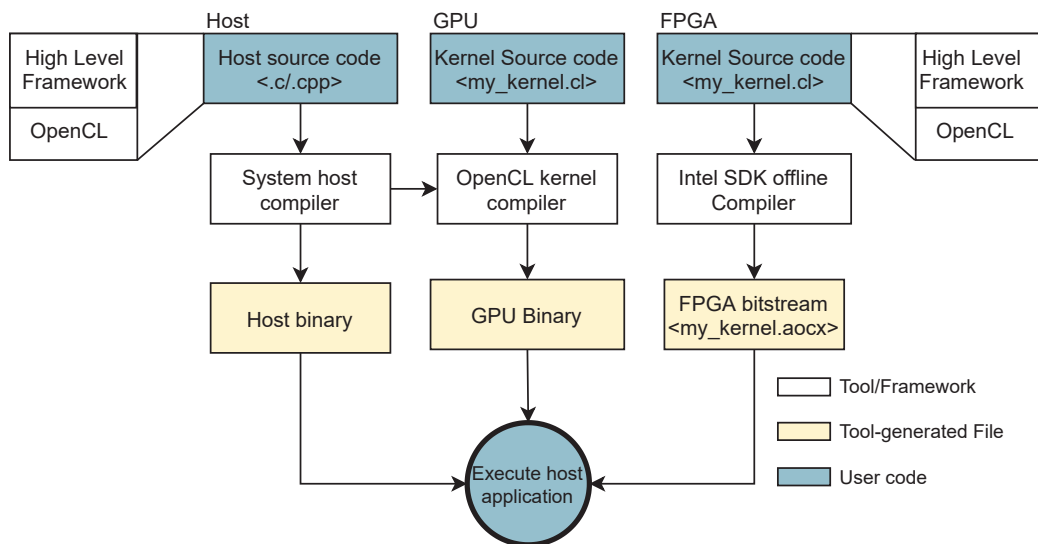 Host
GPU
FPGA
High Level
Framework
OpenCL
Host source code
<.c/.cpp>
Kernel Source code
<my_kernel.cl>
Kernel Source code
<my_kernel.cl>
High Level
Framework
OpenCL
System host
compiler
OpenCL kernel
compiler
Intel SDK offline
Compiler
Host binary
GPU Binary
FPGA bitstream
<my_kernel.aocx>
Execute host
application
Tool/Framework
Tool-generated File
User code